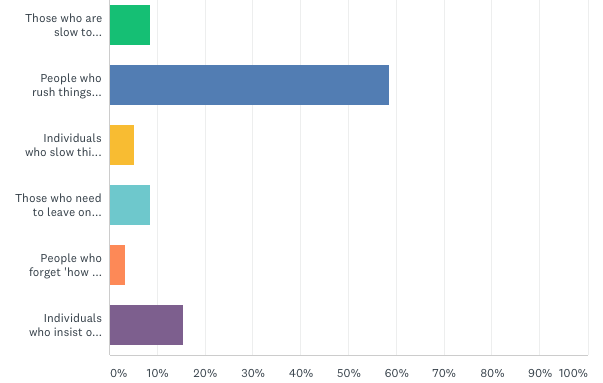 Those who are
slow to...
People who
rush things...
Individuals
who slow thi...
Those who need
to leave on...
People who
forget 'how ...
Individuals
who insist o...
0% 10% 20% 30% 40% 50% 60% 70% 80% 90% 100%